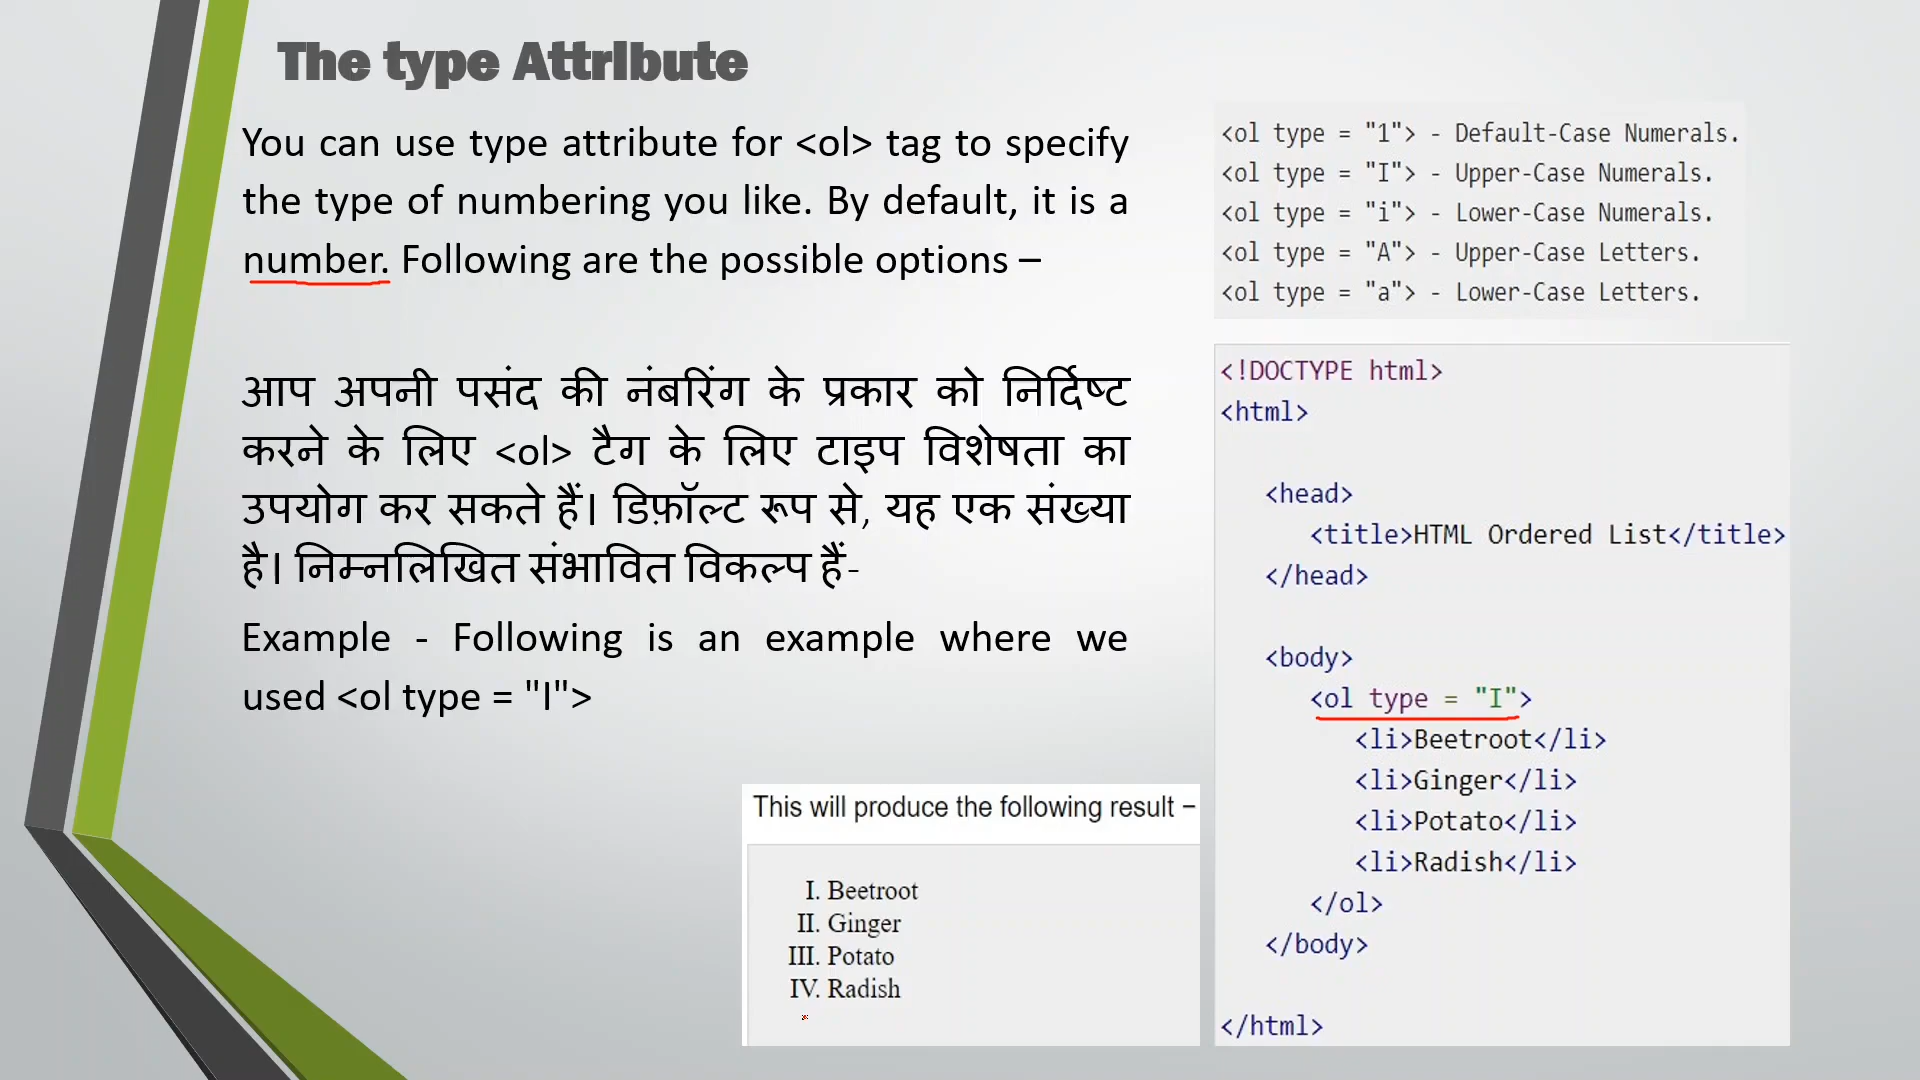 The type Attribute
You can use type attribute for <ol> tag to specify
the type of numbering you like. By default, it is a
number. Following are the possible options –
आप अपनी पसंद की नंबरिंग के प्रकार को निर्दिष्ट
करने के लिए <ol> टैग के लिए टाइप विशेषता का
उपयोग कर सकते हैं। डिफ़ॉल्ट रूप से, यह एक संख्या
है। निम्नलिखित संभावित विकल्प हैं-
Example - Following is an example where we
used <ol type = "I">
This will produce the following result –
I. Beetroot
II. Ginger
III. Potato
IV. Radish
<ol type = "1"> - Default-Case Numerals.
<ol type = "I"> - Upper-Case Numerals.
<ol type = "i"> - Lower-Case Numerals.
<ol type = "A"> - Upper-Case Letters.
<ol type = "a"> - Lower-Case Letters.
<!DOCTYPE html>
<html>
<head>
<title>HTML Ordered List</title>
</head>
<body>
<ol type = "I">
<li>Beetroot</li>
<li>Ginger</li>
<li>Potato</li>
<li>Radish</li>
</ol>
</body>
</html>